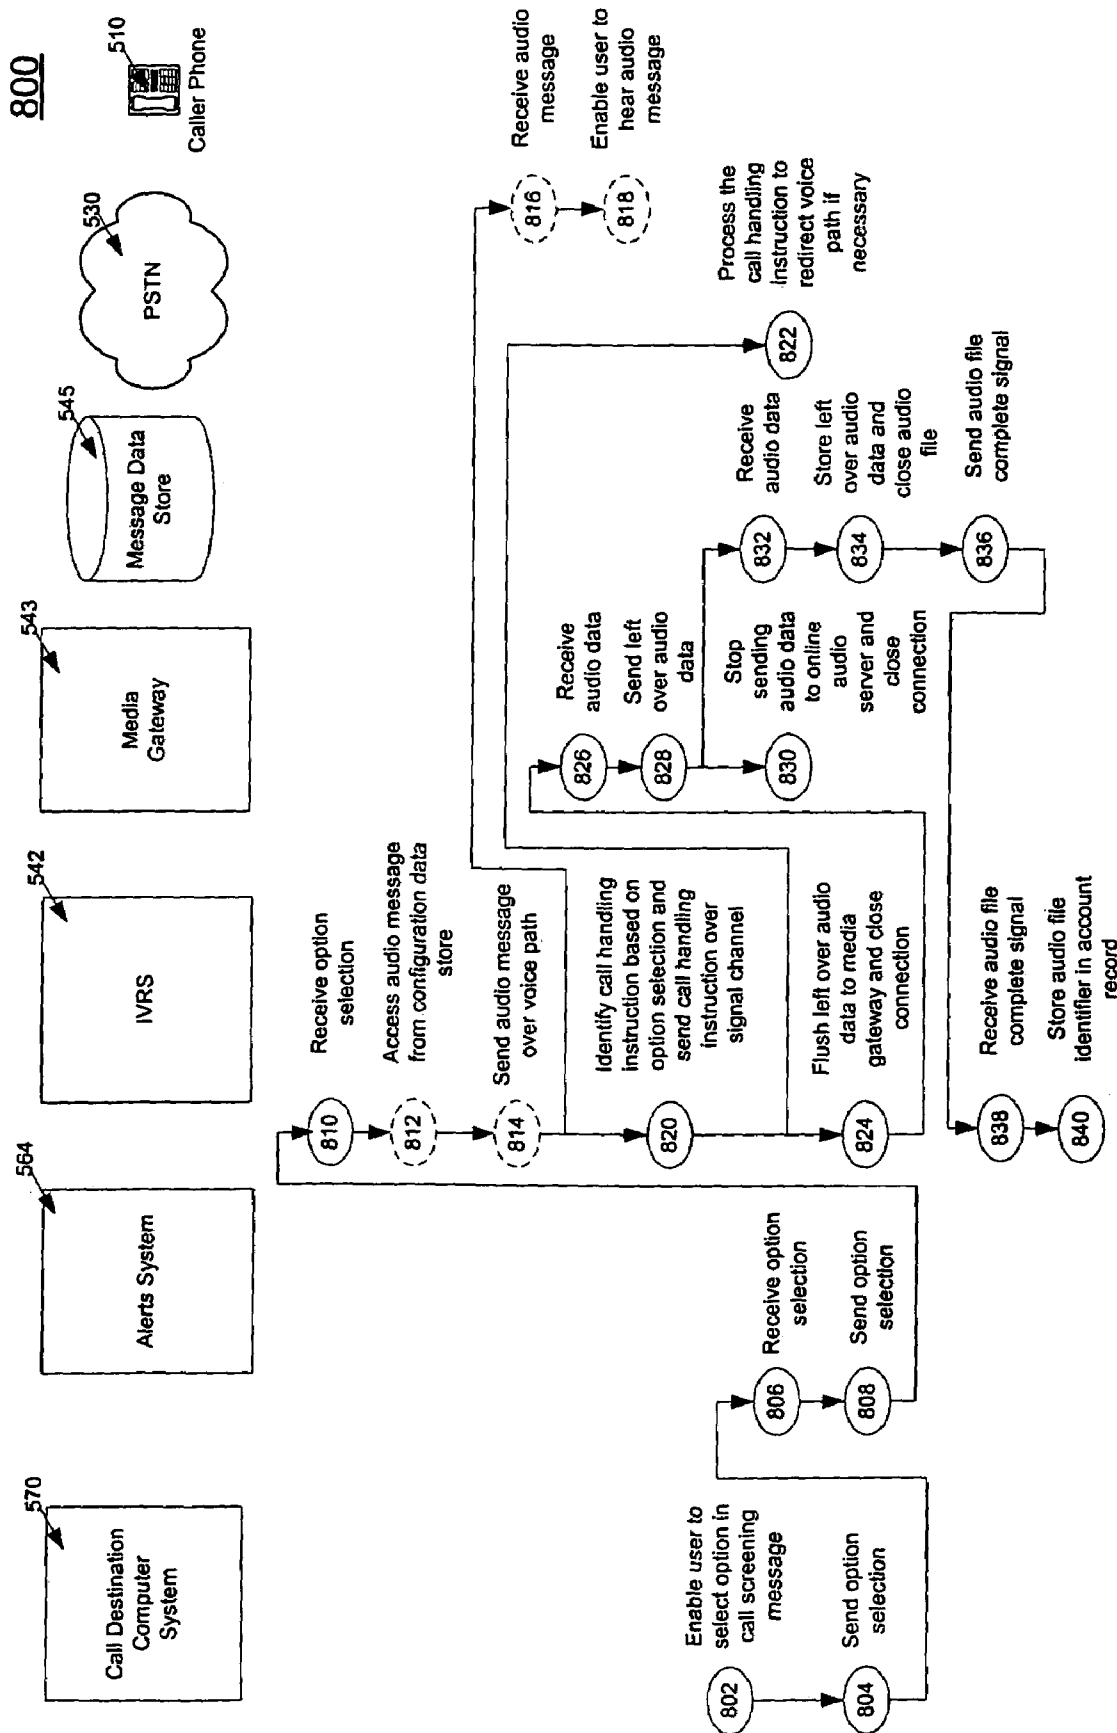 800
570
Call Destination
Computer
System
564
Alerts System
542
IVRS
543
Media
Gateway
545
Message Data
Store
530
PSTN
510
Caller Phone
802
Enable user to
select option in
call screening
message
804
Send option
selection
806
Receive option
selection
808
Send option
selection
810
Receive option
selection
812
Access audio message
from configuration data
store
814
Send audio message
over voice path
816
Receive audio
message
818
Enable user to
hear audio
message
820
Identify call handling
instruction based on
option selection and
send call handling
instruction over
signal channel
822
Process the
call handling
instruction to
redirect voice
path if
necessary
824
Flush left over audio
data to media
gateway and close
connection
826
Receive
audio data
828
Send left
over audio
data
830
Stop
sending
audio data
to online
audio
server and
close
connection
832
Receive
audio data
834
Store left
over audio
data and
close audio
file
836
Send audio file
complete signal
838
Receive audio file
complete signal
840
Store audio file
identifier in account
record